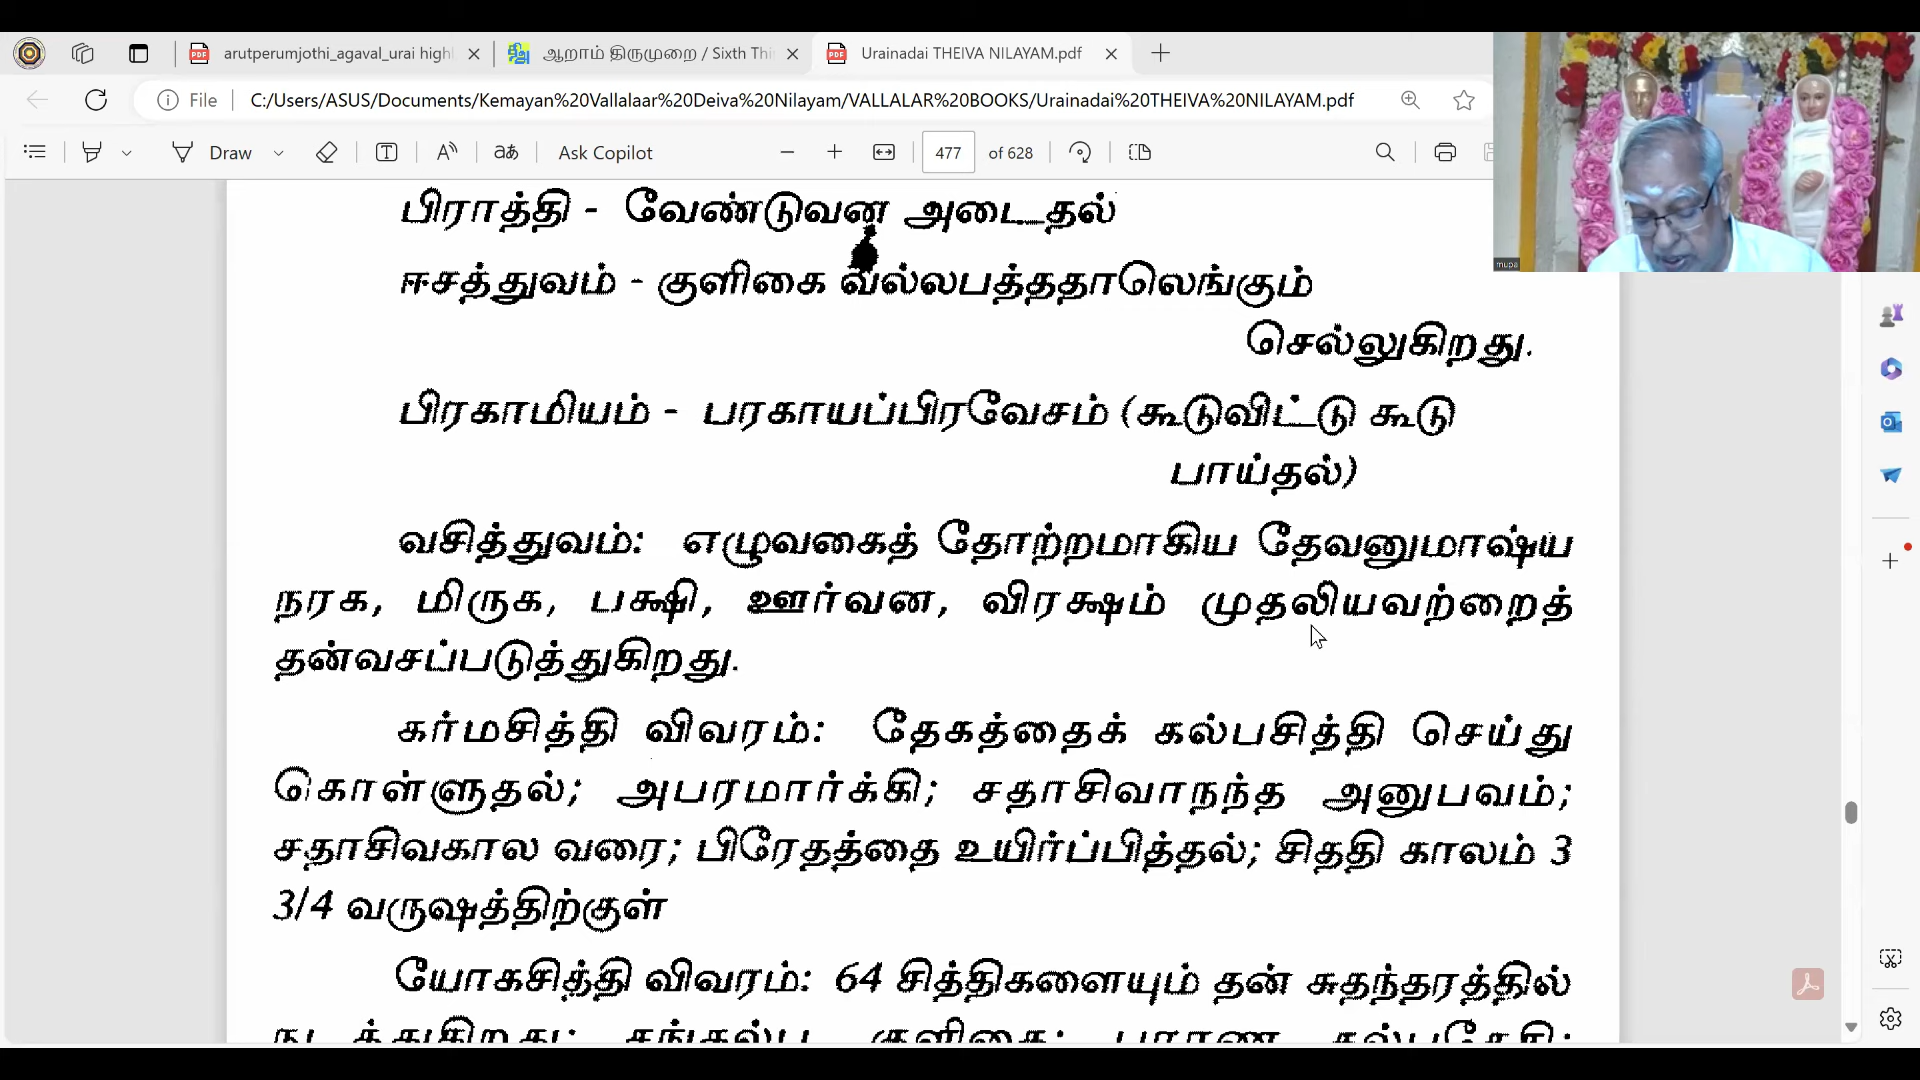 arutperumjothi_agaval_urai high
ஆறாம் திருமுறை / Sixth Thi
Urainadai THEIVA NILAYAM.pdf
File C:/Users/ASUS/Documents/Kemayan%20Vallalaar%20Deiva%20Nilayam/VALLALAR%20BOOKS/Urainadai%20THEIVA%20NILAYAM.pdf
Draw Ask Copilot 477 of 628
mupa
பிராத்தி - வேண்டுவன அடைதல்
ஈசத்துவம் - குளிகை வல்லபத்ததாலெங்கும்
செல்லுகிறது.
பிரகாமியம் - பரகாயப்பிரவேசம் (கூடுவிட்டு கூடு
பாய்தல்)
வசித்துவம்: எழுவகைத் தோற்றமாகிய தேவனுமாஷ்ய
நரக, மிருக, பக்ஷி, ஊர்வன, விரக்ஷம் முதலியவற்றைத்
தன்வசப்படுத்துகிறது.
கர்மசித்தி விவரம்: தேகத்தைக் கல்பசித்தி செய்து
கொள்ளுதல்; அபரமார்க்கி; சதாசிவாநந்த அனுபவம்;
சதாசிவகால வரை; பிரேதத்தை உயிர்ப்பித்தல்; சிததி காலம் 3
3/4 வருஷத்திற்குள்
யோகசித்தி விவரம்: 64 சித்திகளையும் தன் சுதந்தரத்தில்